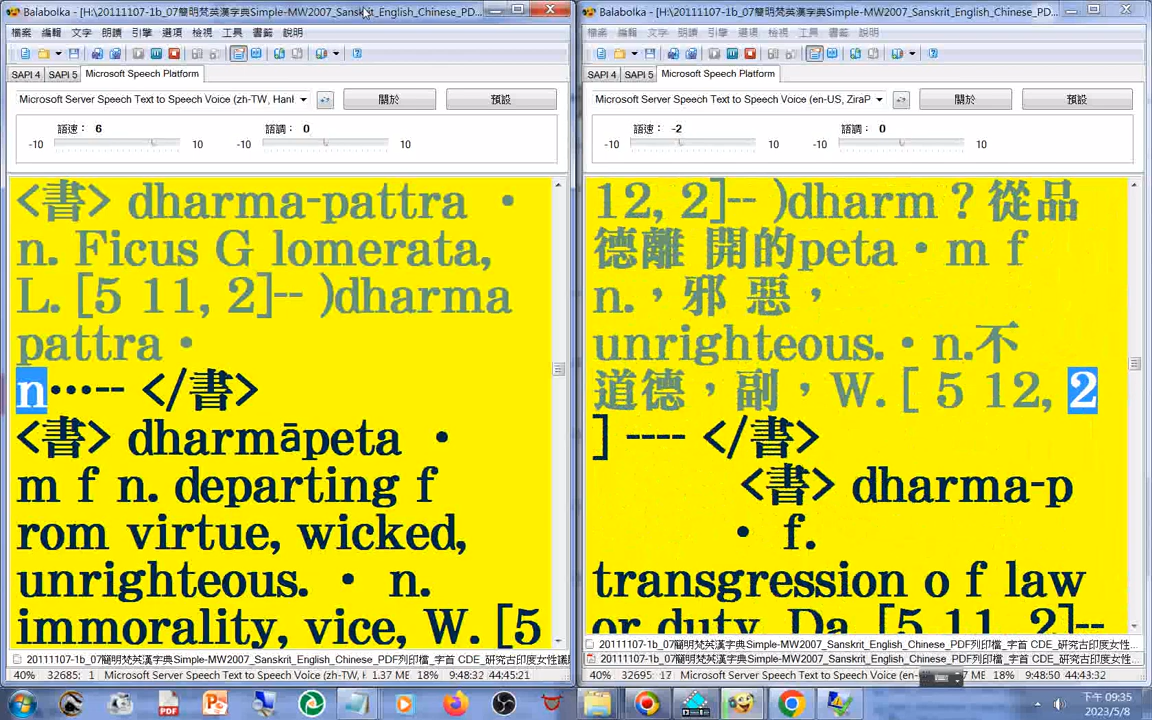 Balabolka - [H:\20111107-1b_07簡明梵英漢字典Simple-MW2007_Sanskrit_English_Chinese_PD...
檔案 編輯 文字 朗讀 引擎 選項 檢視 工具 書籤 說明
SAPI 4 SAPI 5 Microsoft Speech Platform
Microsoft Server Speech Text to Speech Voice (zh-TW, Hanl 關於 預設
語速： 6 語調： 0
-10 10 -10 10
<書> dharma-pattra •
n. Ficus G lomerata,
L. [5 11, 2]-- )dharma
pattra •
n•••-- </書>
<書> dharmāpeta •
m f n. departing f
rom virtue, wicked,
unrighteous. • n.
immorality, vice, W. [5
20111107-1b_07簡明梵英漢字典Simple-MW2007_Sanskrit_English_Chinese_PDF列印檔_字首 CDE_研究古印度女性議
40% 32685: 1 Microsoft Server Speech Text to Speech Voice (zh-TW, H 1.37 ME 18% 9:48:32 44:45:21
Balabolka - [H:\20111107-1b_07簡明梵英漢字典Simple-MW2007_Sanskrit_English_Chinese_PD...
檔案 編輯 文字 朗讀 引擎 選項 檢視 工具 書籤 說明
SAPI 4 SAPI 5 Microsoft Speech Platform
Microsoft Server Speech Text to Speech Voice (en-US, ZiraP 關於 預設
語速： -2 語調： 0
-10 10 -10 10
12, 2]-- )dharm？從品
德離 開的peta•m f
n.，邪 惡，
unrighteous.•n.不
道德，副，W. [ 5 12, 2
] ---- </書>
<書> dharma-p
• f.
transgression o f law
or duty, Da. [5 11, 2]--
20111107-1b_07簡明梵英漢字典Simple-MW2007_Sanskrit_English_Chinese_PDF列印檔_字首 CDE_研究古印度女性...
20111107-1b_07簡明梵英漢字典Simple-MW2007_Sanskrit_English_Chinese_PDF列印檔_字首 CDE_研究古印度女性...
40% 32695: 17 Microsoft Server Speech Text to Speech Voice ME 18% 9:48:50 44:43:32
下午 09:35
2023/5/8